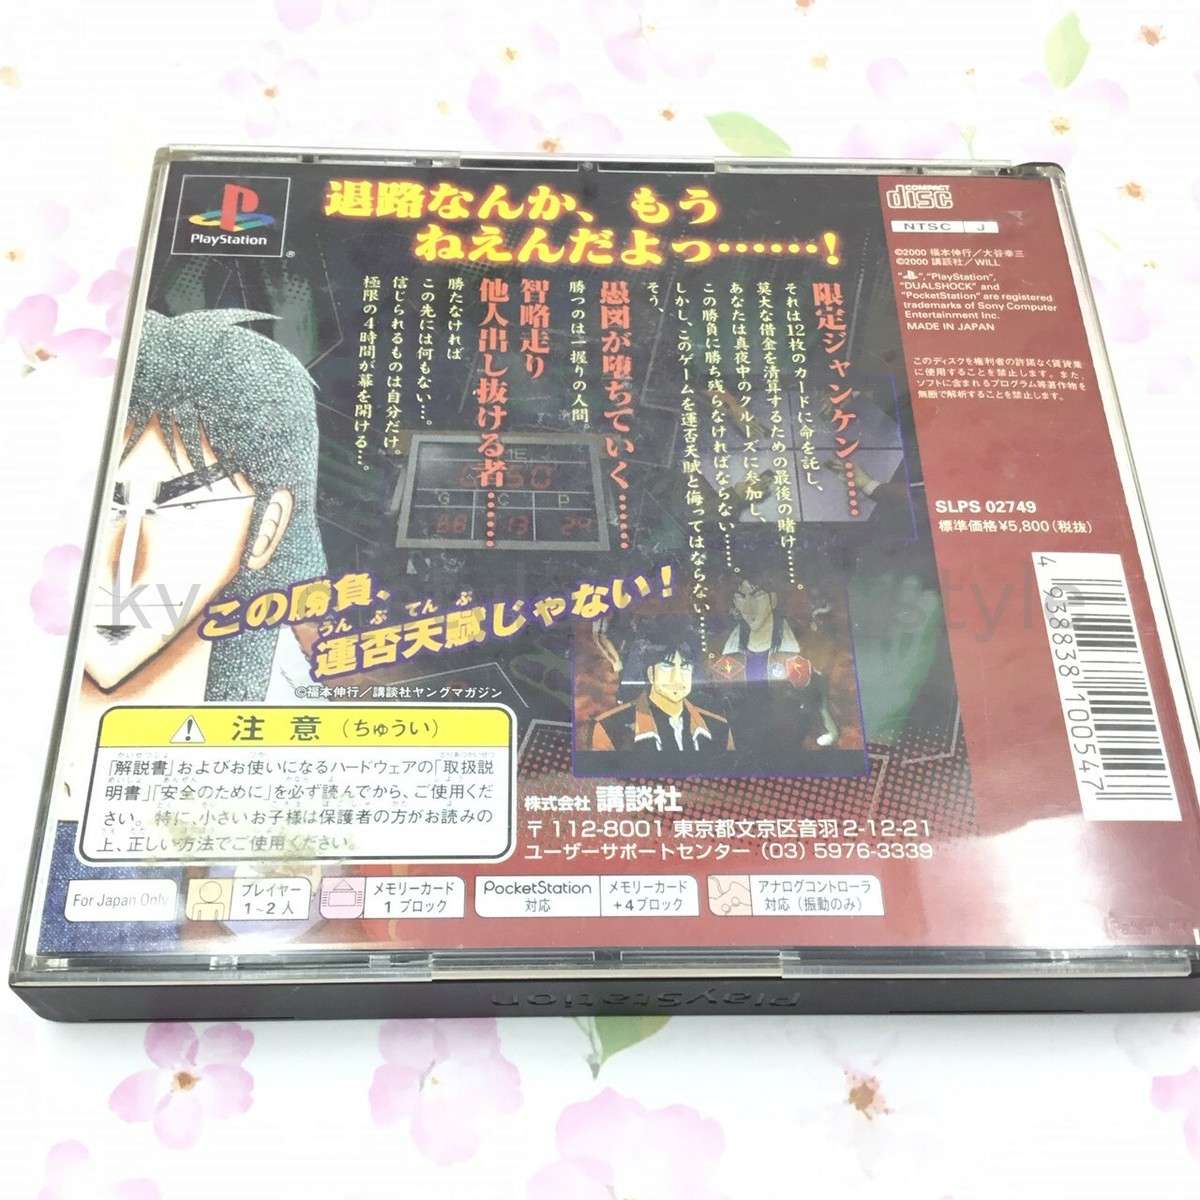 PlayStation
退路なんか、もう
ねえんだよっ……！
限定ジャンケン……
それは12枚のカードに命を託し、
莫大な借金を清算するための最後の賭け……。
あなたは真夜中のクルーズに参加し、
この勝負に勝ち残らなければならない……。
しかし、このゲームを運否天賦と侮ってはならない……。
そう、
愚図が堕ちていく……
勝つのは一握りの人間。
智略走り
他人出し抜ける者……
勝たなければ
この先には何もない…。
信じられるものは自分だけ。
極限の4時間が幕を開ける…。
この勝負、
うんぷてんぷ
運否天賦じゃない！
©福本伸行／講談社ヤングマガジン
COMPACT
disc
NTSC J
©2000 福本伸行／大谷幸三
©2000 講談社／WILL
"PlayStation",
"DUALSHOCK" and
"PocketStation" are registered
trademarks of Sony Computer
Entertainment Inc.
MADE IN JAPAN
このディスクを権利者の許諾なく賃貸業
に使用することを禁止します。また、
ソフトに含まれるプログラム等著作物を
無断で解析することを禁止します。
SLPS 02749
標準価格¥5,800（税抜）
4 938838 100547
注意（ちゅうい）
「解説書」およびお使いになるハードウェアの「取扱説
明書」「安全のために」を必ず読んでから、ご使用くだ
さい。特に、小さいお子様は保護者の方がお読みの
上、正しい方法でご使用ください。
株式会社 講談社
〒112-8001 東京都文京区音羽2-12-21
ユーザーサポートセンター（03）5976-3339
For Japan Only
プレイヤー
1～2人
メモリーカード
1ブロック
PocketStation
対応
メモリーカード
+4ブロック
アナログコントローラ
対応（振動のみ）
PlayStation